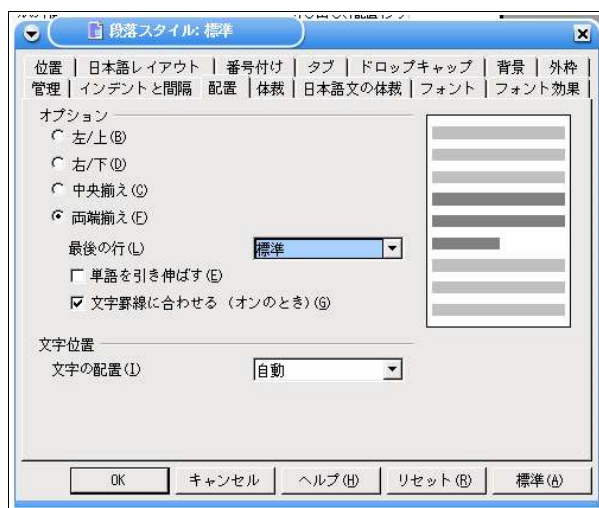 段落スタイル: 標準
位置 日本語レイアウト 番号付け タブ ドロップキャップ 背景 外枠
管理 インデントと間隔 配置 体裁 日本語文の体裁 フォント フォント効果
オプション
左/上(B)
右/下(D)
中央揃え(C)
両端揃え(F)
最後の行(L) 標準
単語を引き伸ばす(E)
文字罫線に合わせる (オンのとき)(G)
文字位置
文字の配置(I) 自動
OK キャンセル ヘルプ(H) リセット(R) 標準(A)